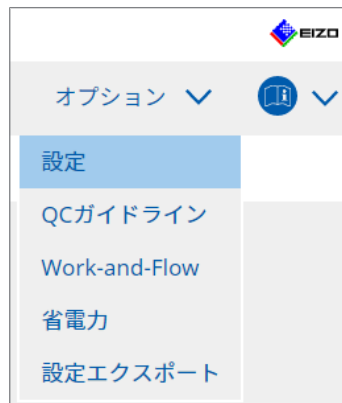 EIZO
オプション
設定
QCガイドライン
Work-and-Flow
省電力
設定エクスポート